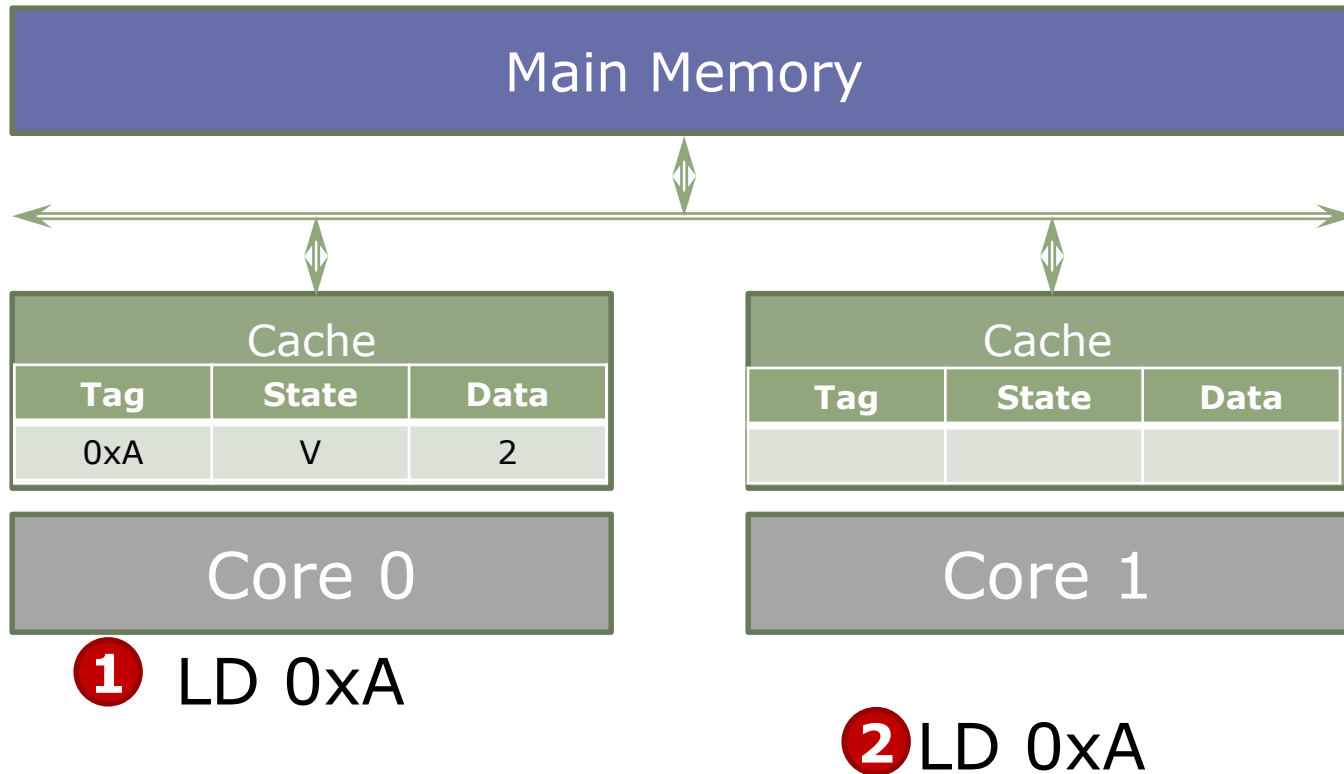 Main Memory
Cache
Tag State Data
0xA V 2
Core 0
1 LD 0xA
Cache
Tag State Data
Core 1
2 LD 0xA